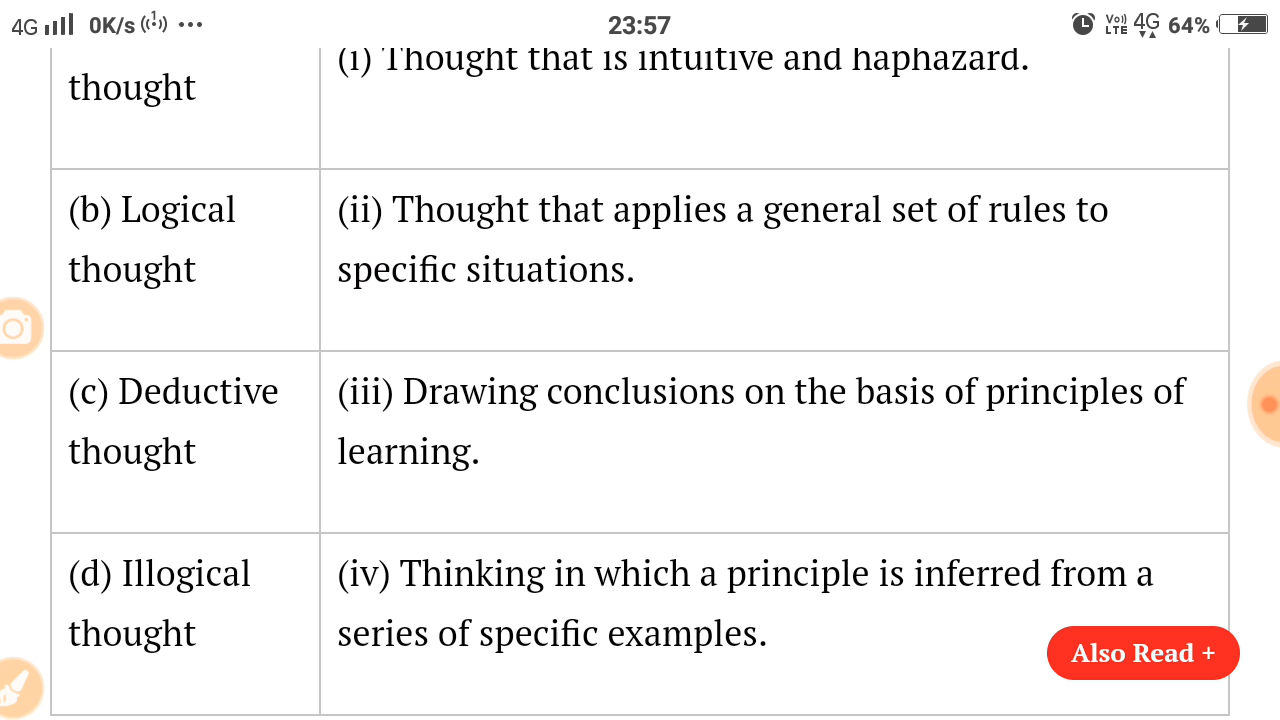 4G 0K/s 23:57 Vo)) LTE 4G 64%
(i) Thought that is intuitive and haphazard.
thought
(b) Logical
thought
(ii) Thought that applies a general set of rules to
specific situations.
(c) Deductive
thought
(iii) Drawing conclusions on the basis of principles of
learning.
(d) Illogical
thought
(iv) Thinking in which a principle is inferred from a
series of specific examples.
Also Read +